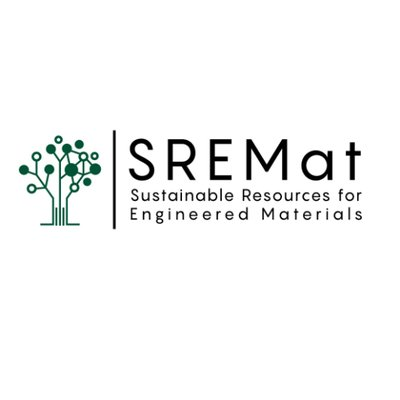 SREMat
Sustainable Resources for
Engineered Materials